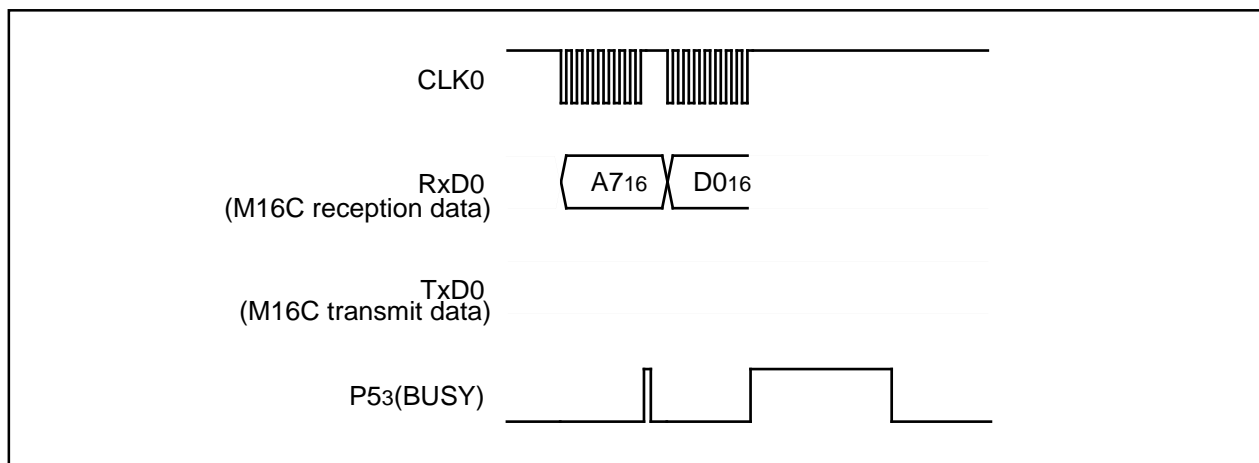 CLK0
RxD0
(M16C reception data)
A716
D016
TxD0
(M16C transmit data)
P53(BUSY)